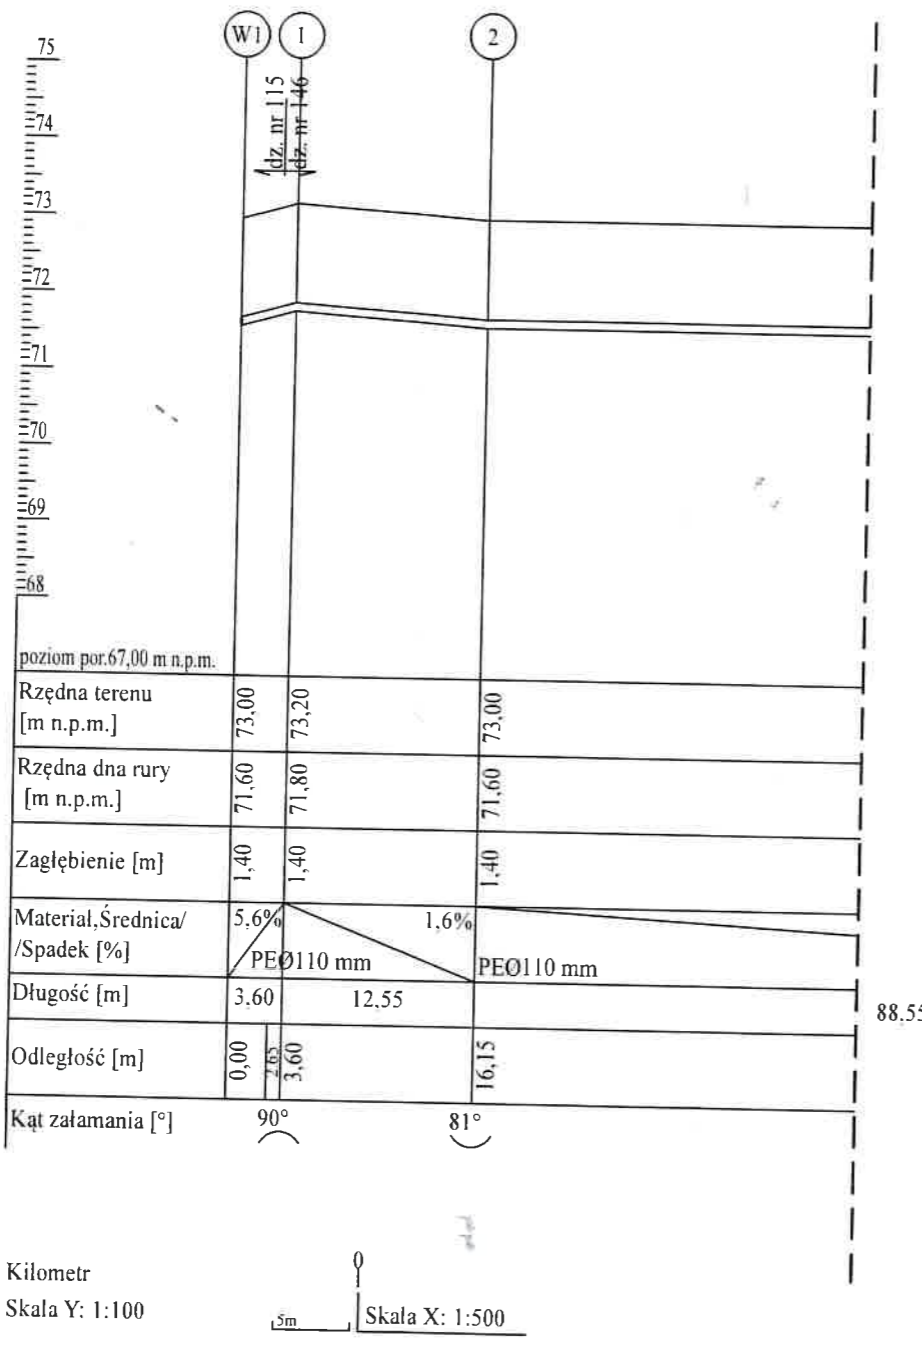 W1 1 2
75
74
73
72
71
70
69
68
dz. nr 115
dz. nr 146
poziom por.67,00 m n.p.m.
Rzędna terenu
[m n.p.m.]
73,00 73,20 73,00
Rzędna dna rury
[m n.p.m.]
71,60 71,80 71,60
Zagłębienie [m]
1,40 1,40 1.40
Materiał,Średnica/
/Spadek [%]
5,6% 1,6%
PEØ110 mm PEØ110 mm
Długość [m] 3.60 12.55 88.55
Odległość [m] 0,00 2.65 3,60 16,15
Kąt załamania [°] 90° 81°
Kilometr 0
Skala Y: 1:100 5m Skala X: 1:500